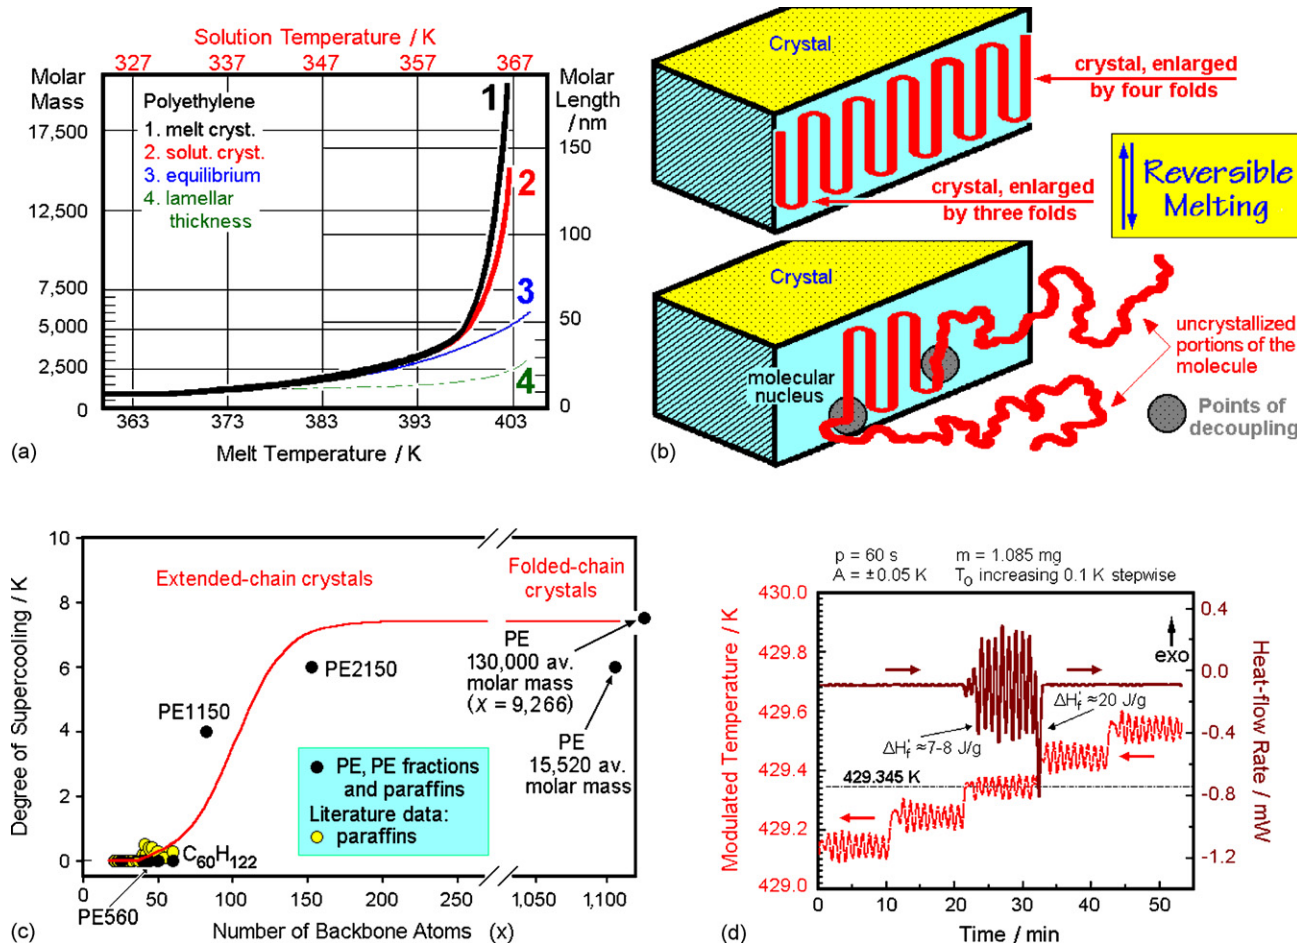 Solution Temperature / K
327 337 347 357 367
Molar
Mass
Molar
Length
/ nm
Polyethylene
1. melt cryst.
2. solut. cryst.
3. equilibrium
4. lamellar
thickness
17,500
12,500
7,500
5,000
2,500
0
150
100
50
0
1
2
3
4
363 373 383 393 403
Melt Temperature / K
(a)
Crystal
crystal, enlarged
by four folds
crystal, enlarged
by three folds
Reversible
Melting
Crystal
molecular
nucleus
uncrystallized
portions of the
molecule
Points of
decoupling
(b)
Degree of Supercooling / K
10
8
6
4
2
0
Extended-chain crystals
Folded-chain
crystals
PE2150
PE1150
PE
130,000 av.
molar mass
(x = 9,266)
PE
15,520 av.
molar mass
PE, PE fractions
and paraffins
Literature data:
paraffins
C60H122
PE560
0 50 100 150 200 250 1,050 1,100
Number of Backbone Atoms (x)
(c)
p = 60 s m = 1.085 mg
A = ±0.05 K To increasing 0.1 K stepwise
Modulated Temperature / K
430.0
429.8
429.6
429.4
429.2
429.0
0.4
0.0
-0.4
-0.8
-1.2
Heat-flow Rate / mW
exo
ΔHf' ≈20 J/g
ΔHf' ≈7-8 J/g
429.345 K
0 10 20 30 40 50
Time / min
(d)